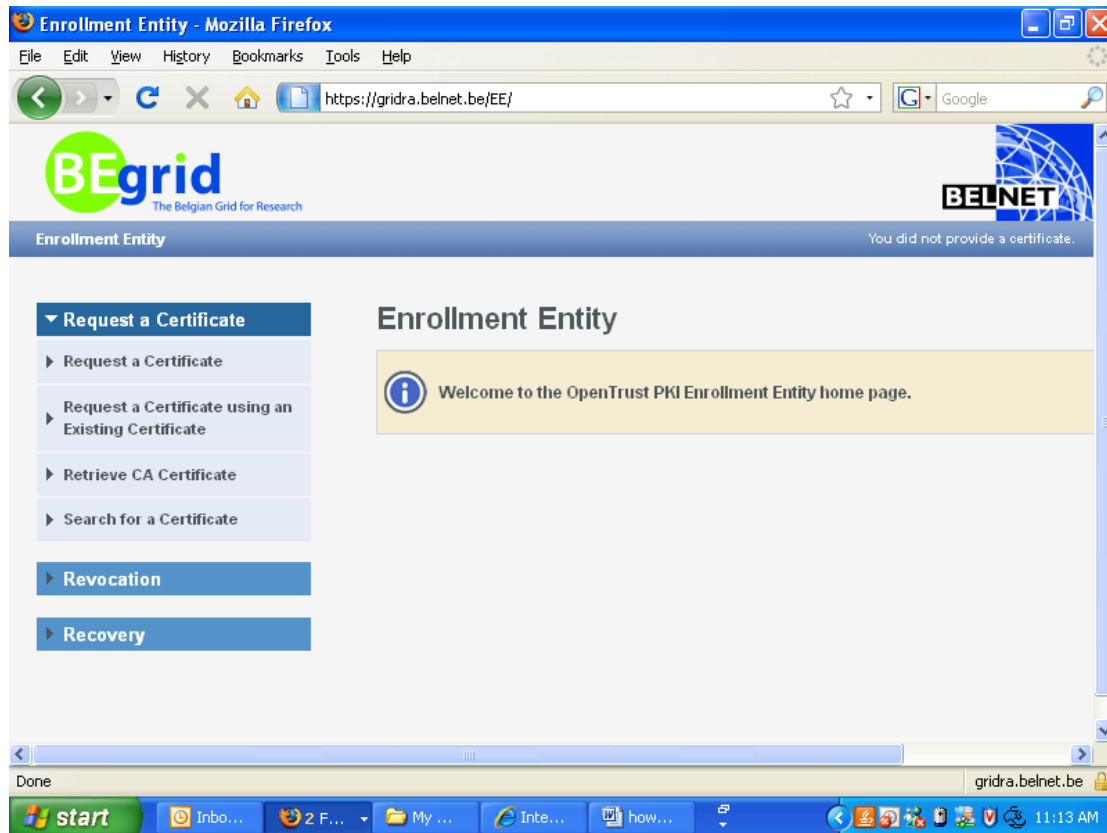 Enrollment Entity - Mozilla Firefox
File Edit View History Bookmarks Tools Help
https://gridra.belnet.be/EE/
G Google
BEgrid
The Belgian Grid for Research
BELNET
Enrollment Entity
You did not provide a certificate.
Request a Certificate
Request a Certificate
Request a Certificate using an
Existing Certificate
Retrieve CA Certificate
Search for a Certificate
Revocation
Recovery
Enrollment Entity
Welcome to the OpenTrust PKI Enrollment Entity home page.
Done
gridra.belnet.be
start
Inbo...
2 F...
My ...
Inte...
how...
11:13 AM